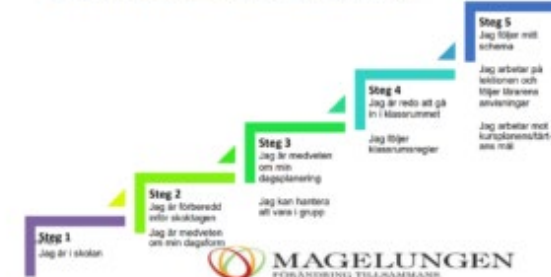 Steg 5
Jag följer mitt
schema
Jag arbetar på
lektionen och
följer lärarens
anvisningar
Jag arbetar mot
kursplanens/tärt-
ans mål
Steg 4
Jag är redo att gå
in i klassrummet
Jag följer
klassrumsregler
Steg 3
Jag är medveten
om min
dagsplanering
Jag kan hantera
att vara i grupp
Steg 2
Jag är förberedd
inför skoldagen
Jag är medveten
om min dagsform
Steg 1
Jag är i skolan
MAGELUNGEN
FÖRÄNDRING TILLSAMMANS